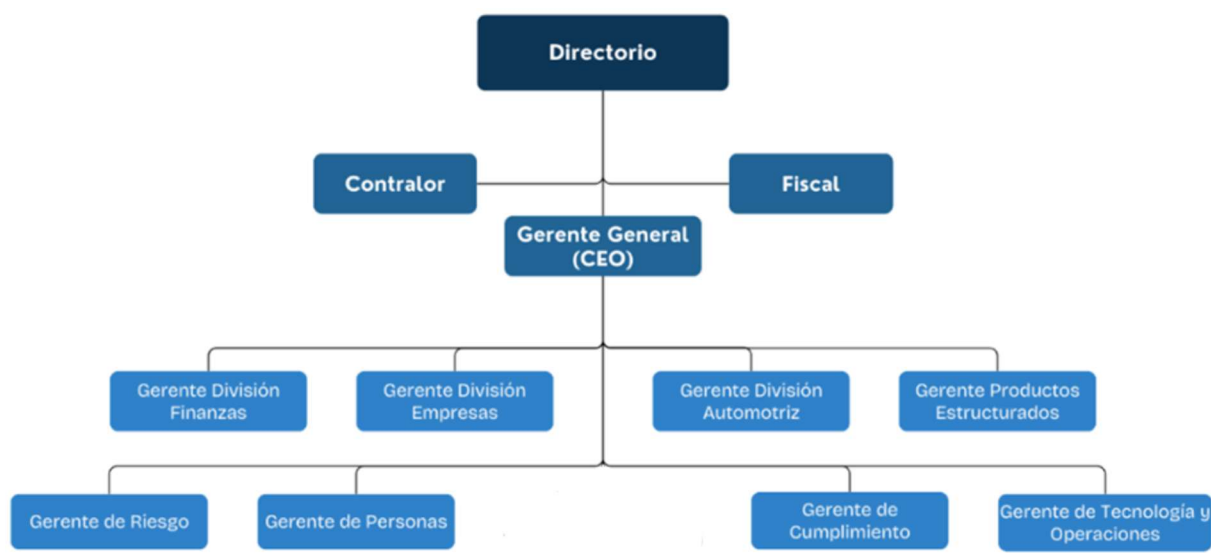 Directorio
Contralor
Fiscal
Gerente General
(CEO)
Gerente División
Finanzas
Gerente División
Empresas
Gerente División
Automotriz
Gerente Productos
Estructurados
Gerente de Riesgo
Gerente de Personas
Gerente de
Cumplimiento
Gerente de Tecnología y
Operaciones